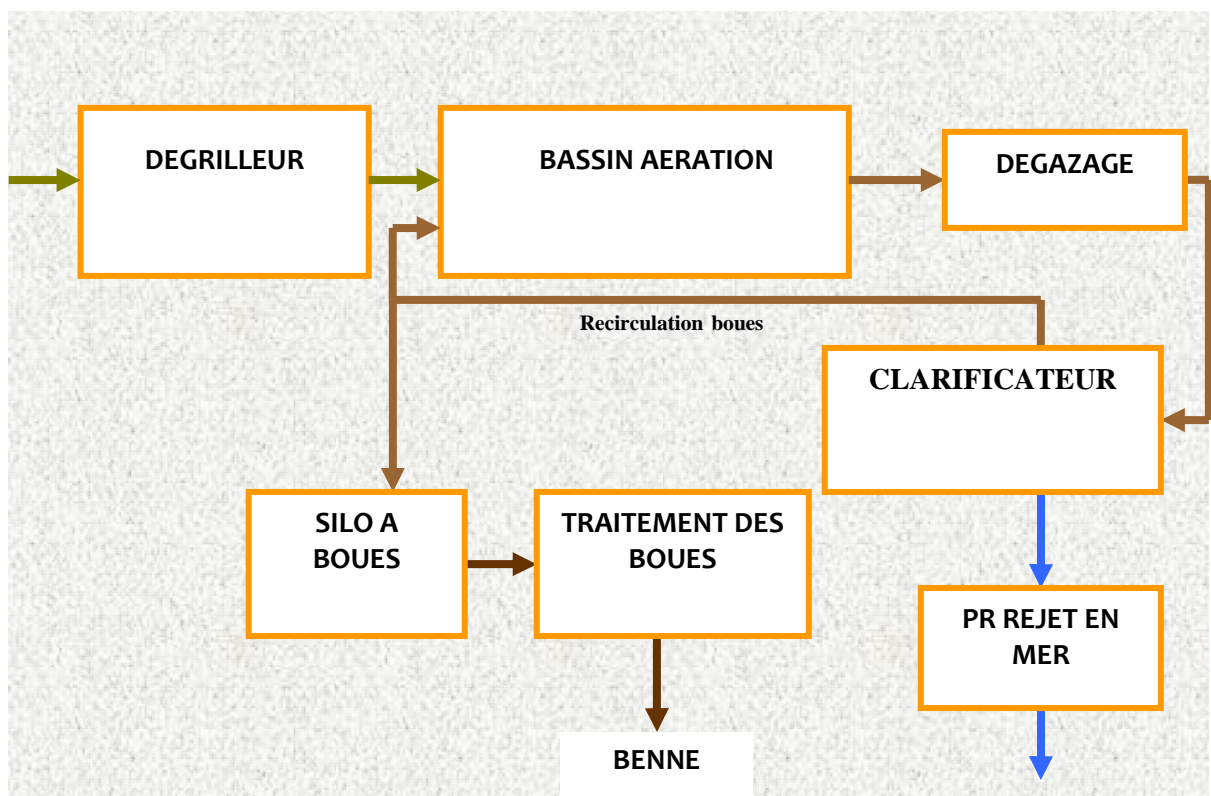 DEGRILLEUR
BASSIN AERATION
DEGAZAGE
Recirculation boues
CLARIFICATEUR
SILO A
BOUES
TRAITEMENT DES
BOUES
PR REJET EN
MER
BENNE